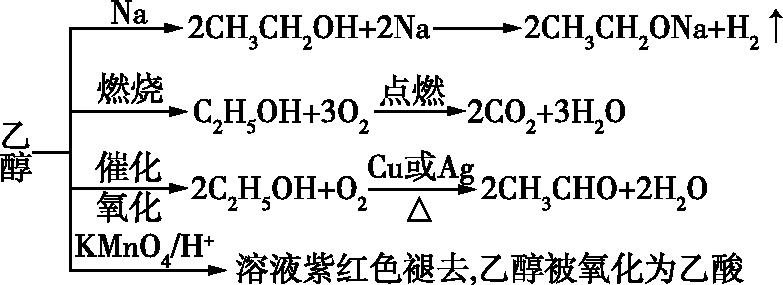 Na 2CH₃CH₂OH+2Na⟶2CH₃CH₂ONa+H₂↑
燃烧 C₂H₅OH+3O₂ 点燃 2CO₂+3H₂O
乙醇
催化氧化 2C₂H₅OH+O₂ Cu或Ag △ 2CH₃CHO+2H₂O
KMnO₄/H⁺ 溶液紫红色褪去,乙醇被氧化为乙酸